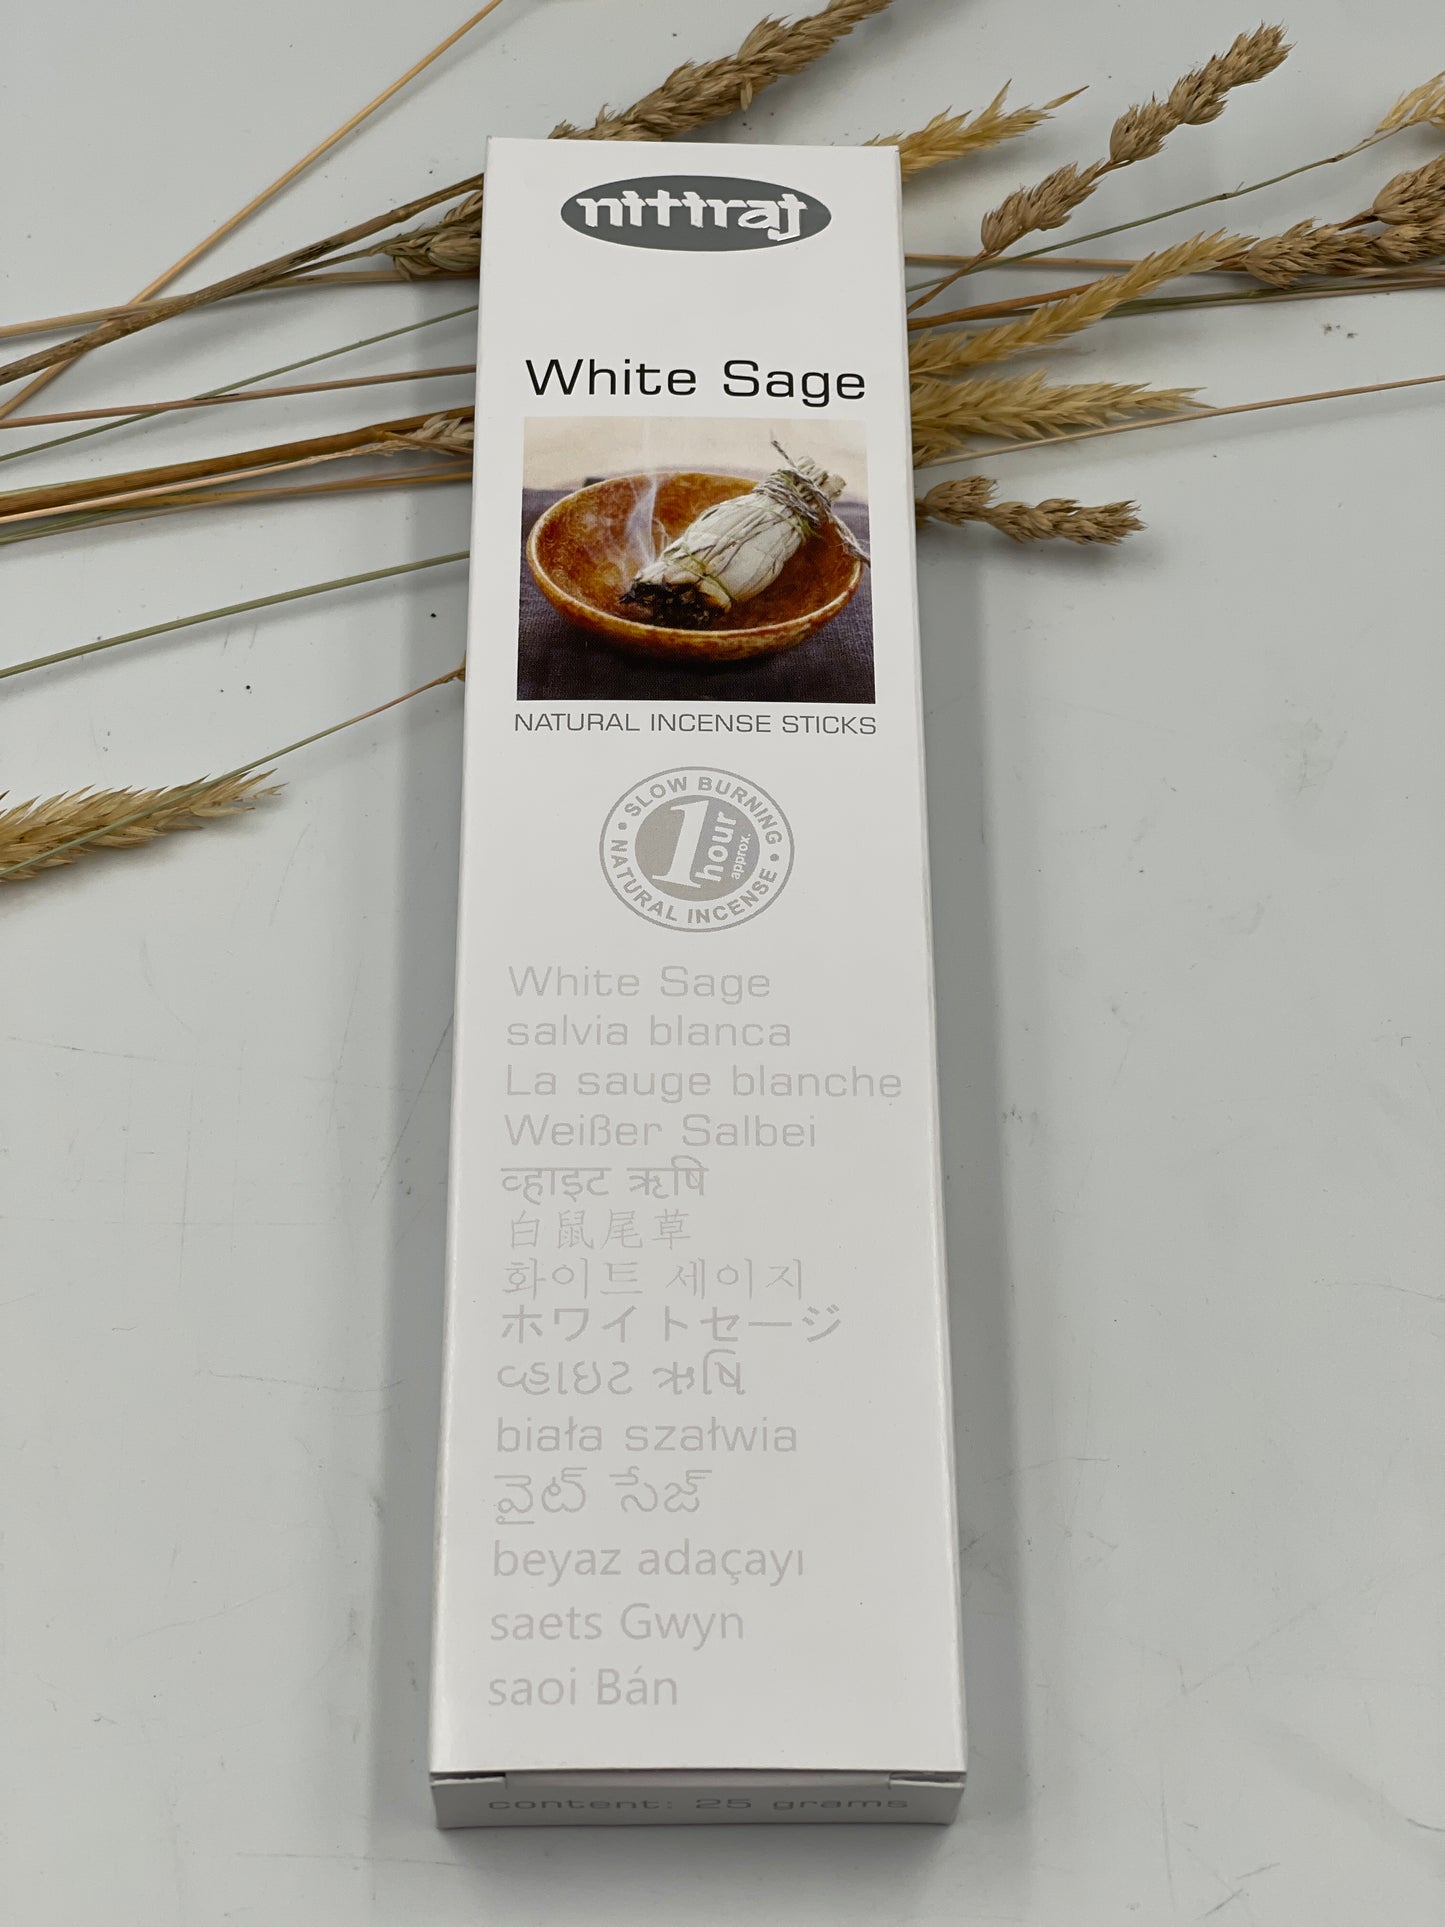 nitiraj
White Sage
NATURAL INCENSE STICKS
SLOW BURNING
1 hour approx.
NATURAL INCENSE
White Sage
salvia blanca
La sauge blanche
Weißer Salbei
व्हाइट ऋषि
白鼠尾草
화이트 세이지
ホワイトセージ
વ્હાઇટ ઋષિ
biała szałwia
వైట్ సేజ్
beyaz adaçayı
saets Gwyn
saoi Bán
content: 25 grams